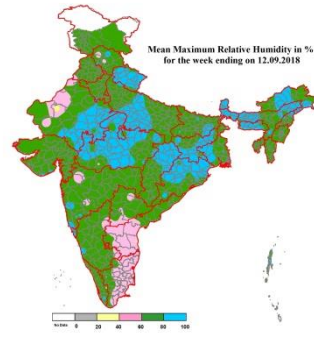 Mean Maximum Relative Humidity in %
for the week ending on 12.09.2018
No Data 0 20 40 60 80 100